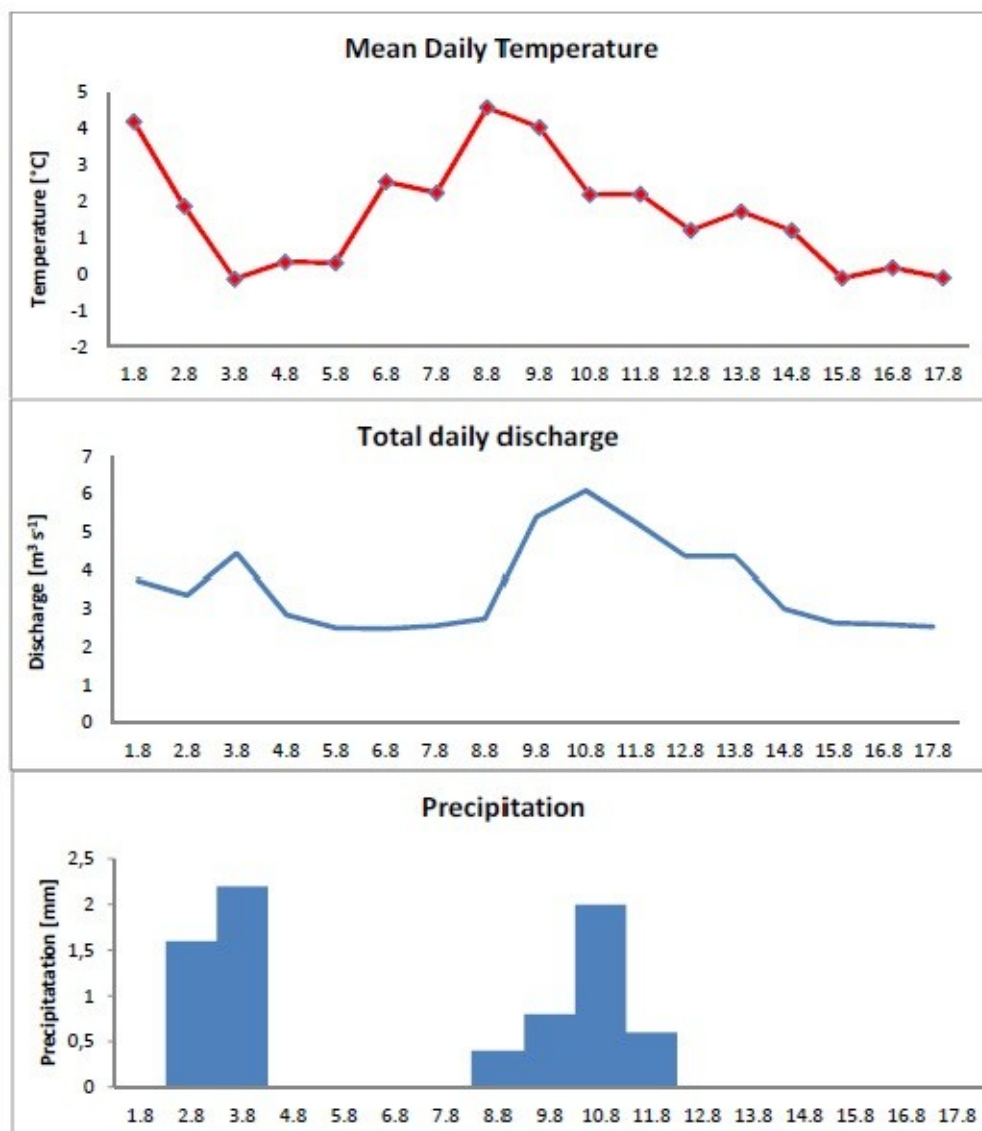 Mean Daily Temperature
Temperature [°C]
5
4
3
2
1
0
-1
-2
1.8 2.8 3.8 4.8 5.8 6.8 7.8 8.8 9.8 10.8 11.8 12.8 13.8 14.8 15.8 16.8 17.8
Total daily discharge
Discharge [m³ s⁻¹]
7
6
5
4
3
2
1
0
1.8 2.8 3.8 4.8 5.8 6.8 7.8 8.8 9.8 10.8 11.8 12.8 13.8 14.8 15.8 16.8 17.8
Precipitation
Precipitatation [mm]
2,5
2
1,5
1
0,5
0
1.8 2.8 3.8 4.8 5.8 6.8 7.8 8.8 9.8 10.8 11.8 12.8 13.8 14.8 15.8 16.8 17.8